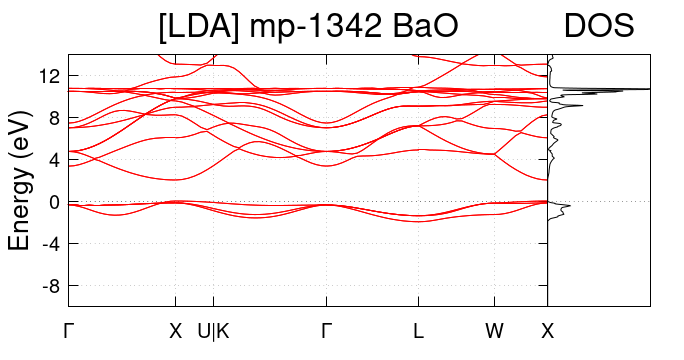 [LDA] mp-1342 BaO
DOS
Energy (eV)
12
8
4
0
-4
-8
Γ X U|K Γ L W X